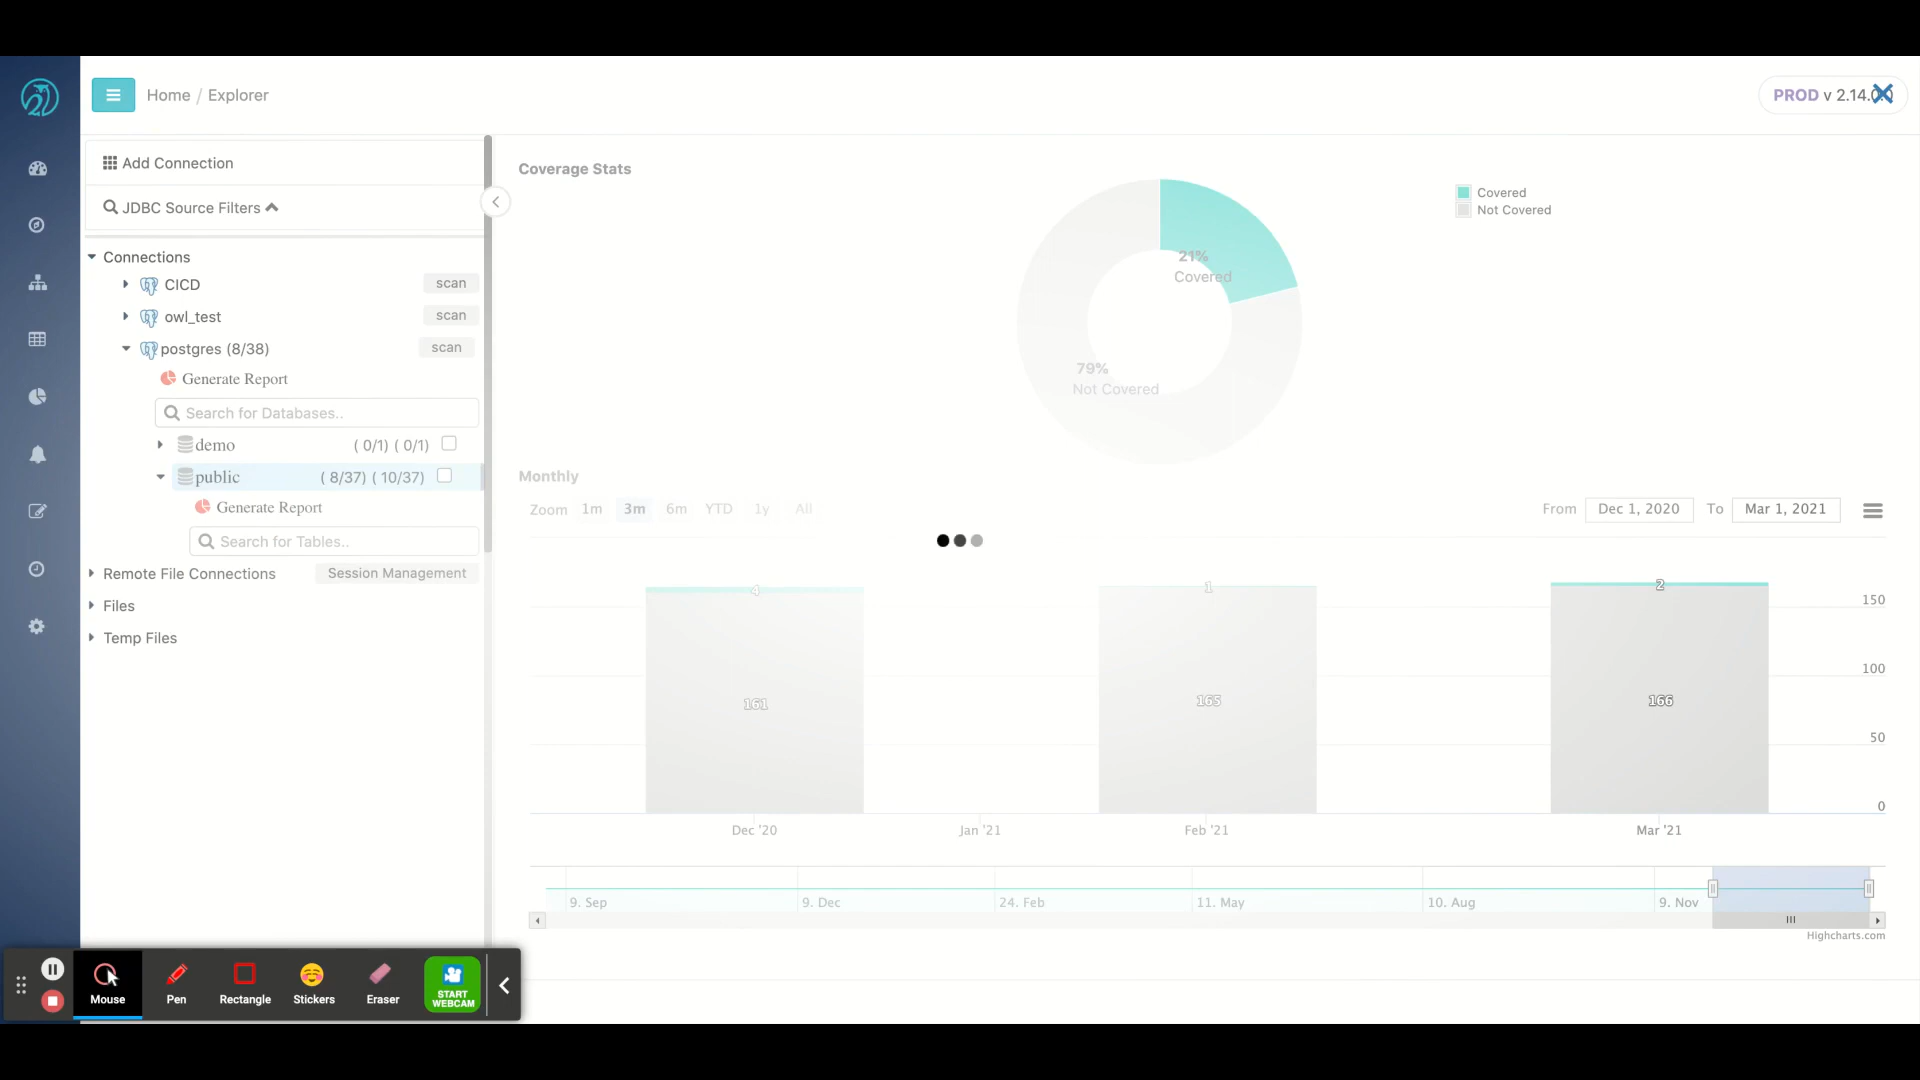 Home / Explorer
PROD v 2.14.0
Add Connection
JDBC Source Filters
Connections
CICD scan
owl_test scan
postgres (8/38) scan
Generate Report
Search for Databases..
demo ( 0/1) ( 0/1)
public ( 8/37) ( 10/37)
Generate Report
Search for Tables..
Remote File Connections Session Management
Files
Temp Files
Coverage Stats
Covered
Not Covered
21%
Covered
79%
Not Covered
Monthly
Zoom 1m 3m 6m YTD 1y All
From Dec 1, 2020 To Mar 1, 2021
4 1 2
161 165 166
150
100
50
0
Dec '20 Jan '21 Feb '21 Mar '21
9. Sep 9. Dec 24. Feb 11. May 10. Aug 9. Nov
Highcharts.com
Mouse Pen Rectangle Stickers Eraser
START
WEBCAM